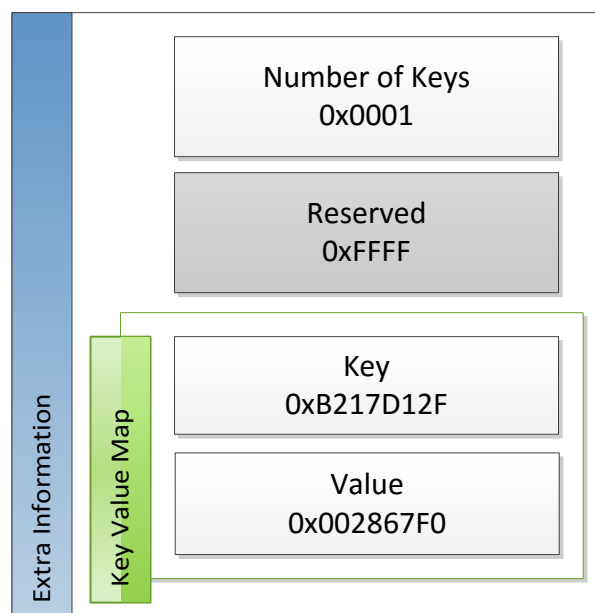 Extra Information
Number of Keys
0x0001
Reserved
0xFFFF
Key Value Map
Key
0xB217D12F
Value
0x002867F0